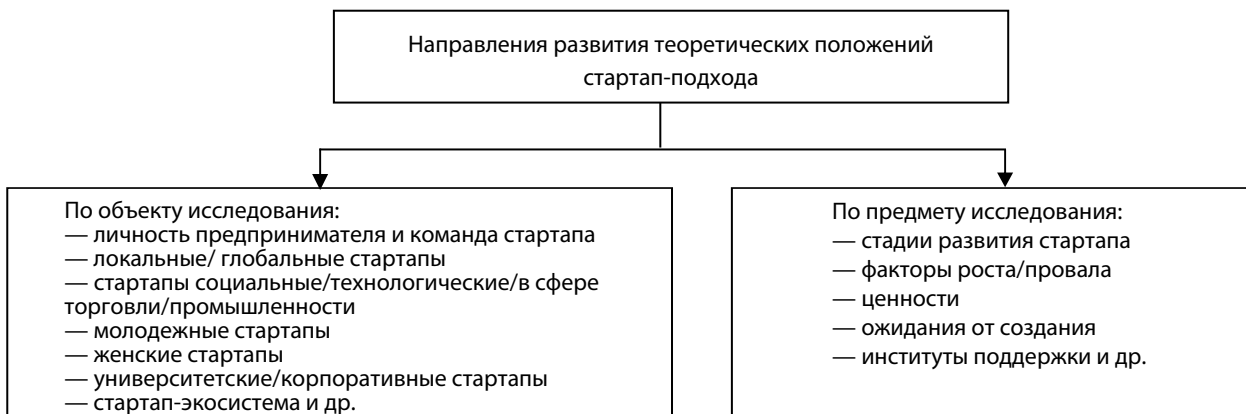 Направления развития теоретических положений
стартап-подхода
По объекту исследования:
— личность предпринимателя и команда стартапа
— локальные/ глобальные стартапы
— стартапы социальные/технологические/в сфере
торговли/промышленности
— молодежные стартапы
— женские стартапы
— университетские/корпоративные стартапы
— стартап-экосистема и др.
По предмету исследования:
— стадии развития стартапа
— факторы роста/провала
— ценности
— ожидания от создания
— институты поддержки и др.